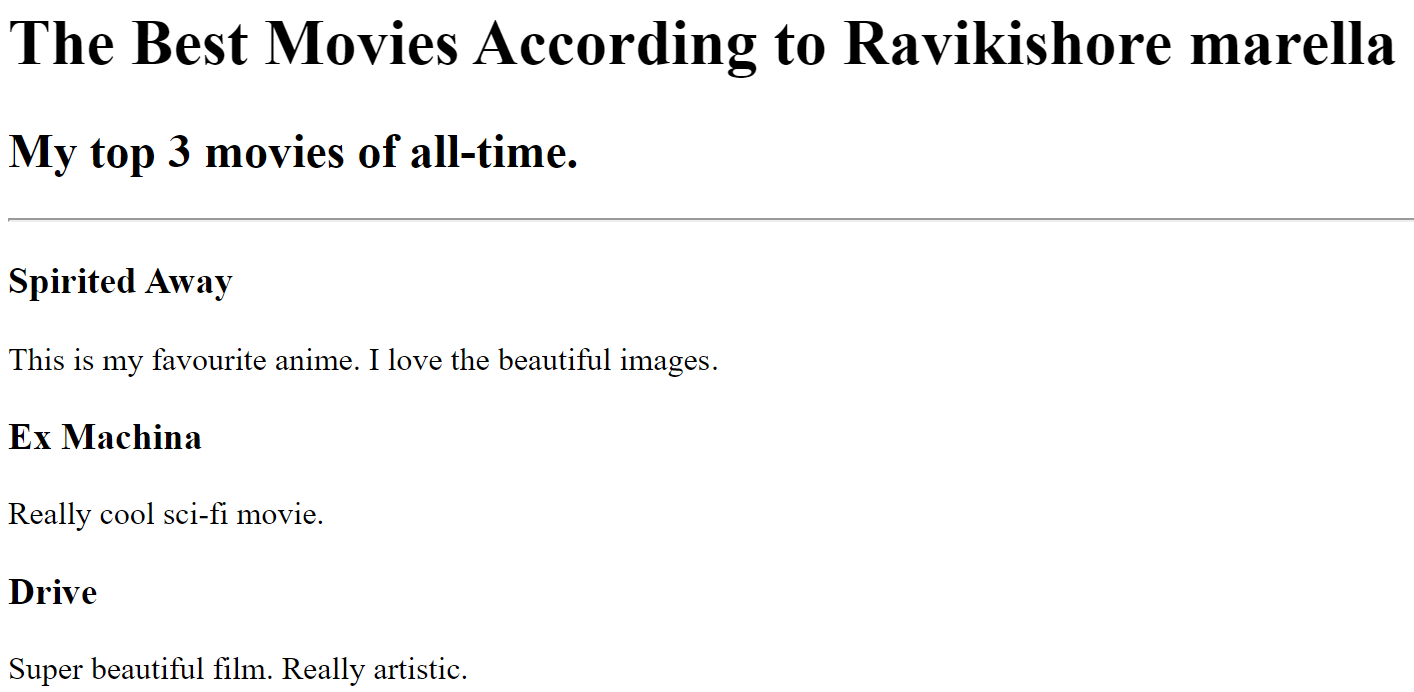 The Best Movies According to Ravikishore marella
My top 3 movies of all-time.
Spirited Away
This is my favourite anime. I love the beautiful images.
Ex Machina
Really cool sci-fi movie.
Drive
Super beautiful film. Really artistic.